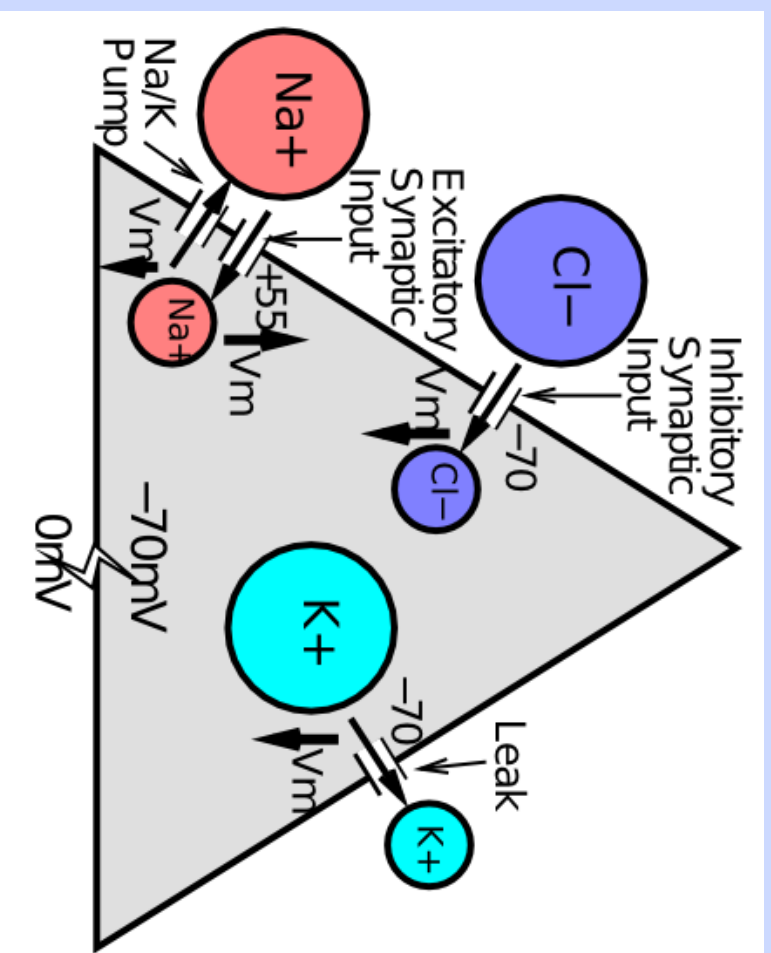 Inhibitory
Synaptic
Input
Cl−
Excitatory
Synaptic
Input
−70
Vm
Cl−
Na+
Na/K
Pump
+55
Vm
Na+
Vm
Leak
−70
K+
Vm
K+
−70mV
0mV